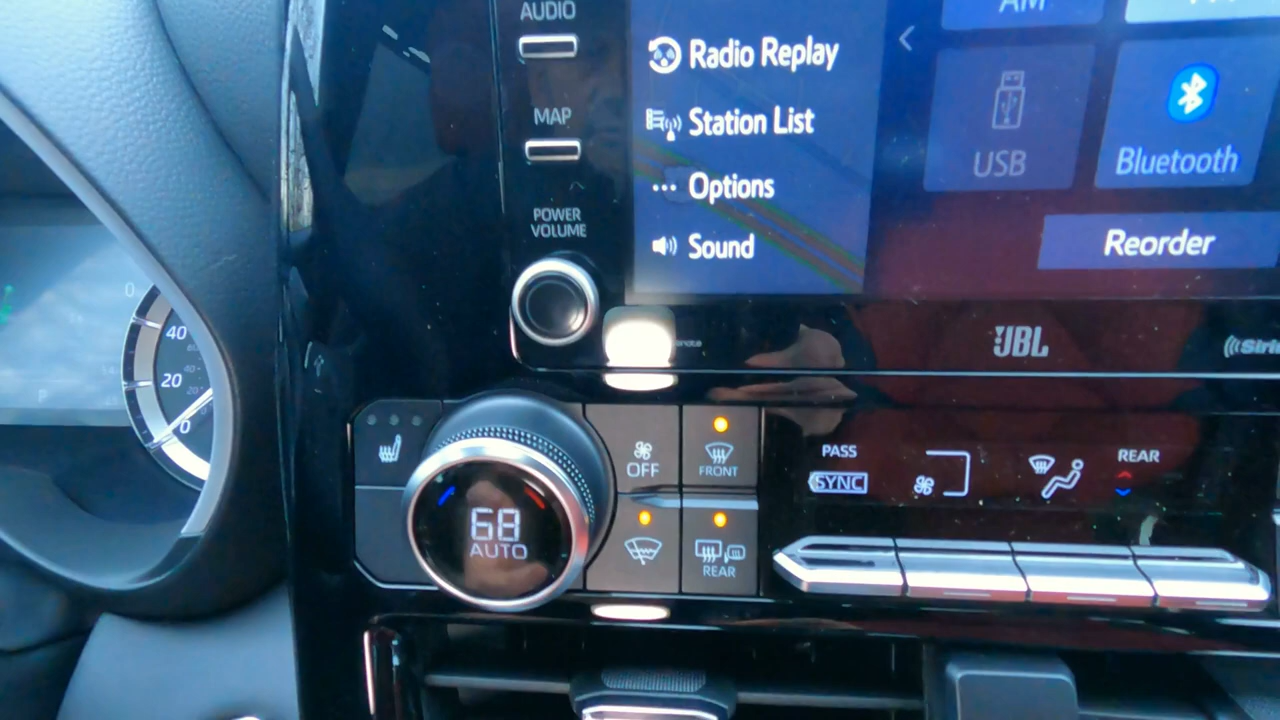 AUDIO
MAP
POWER
VOLUME
Radio Replay
Station List
Options
Sound
AM
USB
Bluetooth
Reorder
JBL
0
40
20
0
P
68
AUTO
OFF
FRONT
REAR
PASS
SYNC
REAR